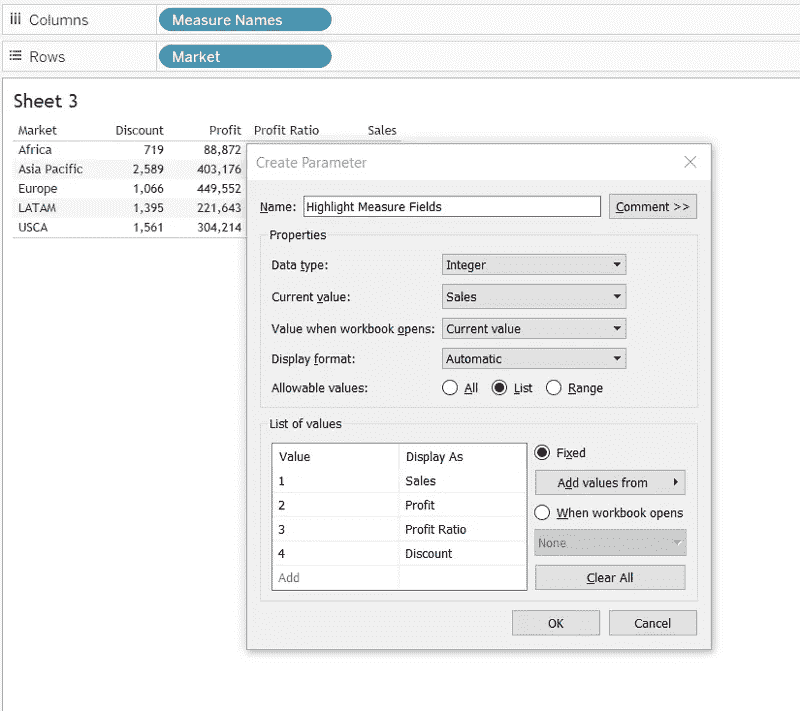 Columns Measure Names
Rows Market
Sheet 3
Market Discount Profit Profit Ratio Sales
Africa 719 88,872
Asia Pacific 2,589 403,176
Europe 1,066 449,552
LATAM 1,395 221,643
USCA 1,561 304,214
Create Parameter
Name: Highlight Measure Fields Comment >>
Properties
Data type: Integer
Current value: Sales
Value when workbook opens: Current value
Display format: Automatic
Allowable values: All List Range
List of values
Value Display As
1 Sales
2 Profit
3 Profit Ratio
4 Discount
Add
Fixed
Add values from
When workbook opens
None
Clear All
OK Cancel